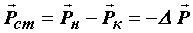 P⃗ст = P⃗н − P⃗к = −Δ P⃗